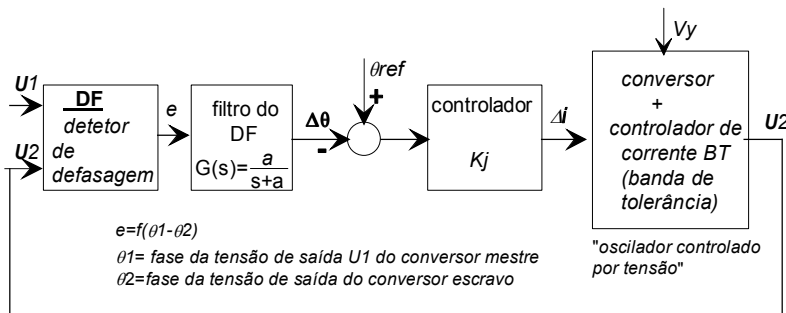 U1
U2
DF
detetor
de
defasagem
e
filtro do
DF
G(s)=a/s+a
Δθ
-
θref
+
controlador
Kj
Δi
Vy
conversor
+
controlador de
corrente BT
(banda de
tolerância)
U2
"oscilador controlado
por tensão"
e=f(θ1-θ2)
θ1= fase da tensão de saída U1 do conversor mestre
θ2=fase da tensão de saída do conversor escravo